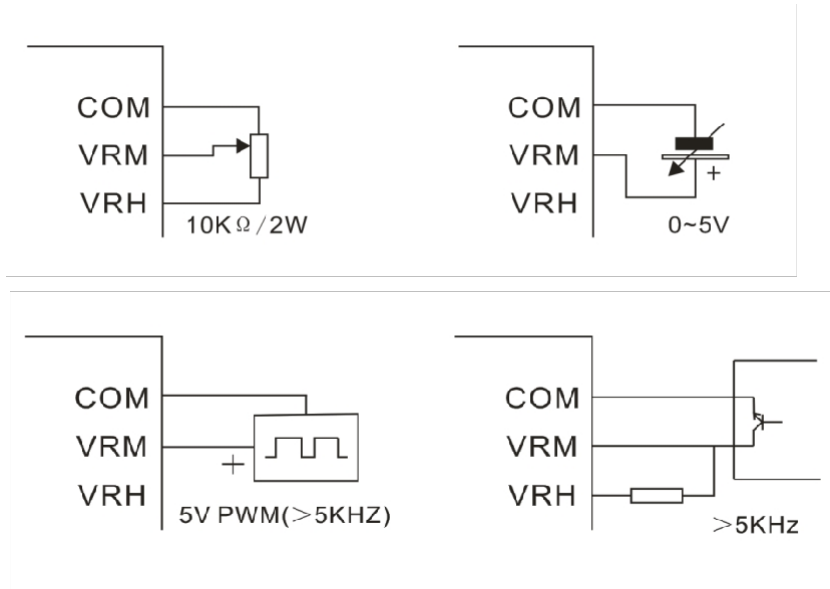 COM
VRM
VRH
10KΩ/2W
COM
VRM
VRH
+
0~5V
COM
VRM
+
VRH
5V PWM(>5KHZ)
COM
VRM
VRH
>5KHz